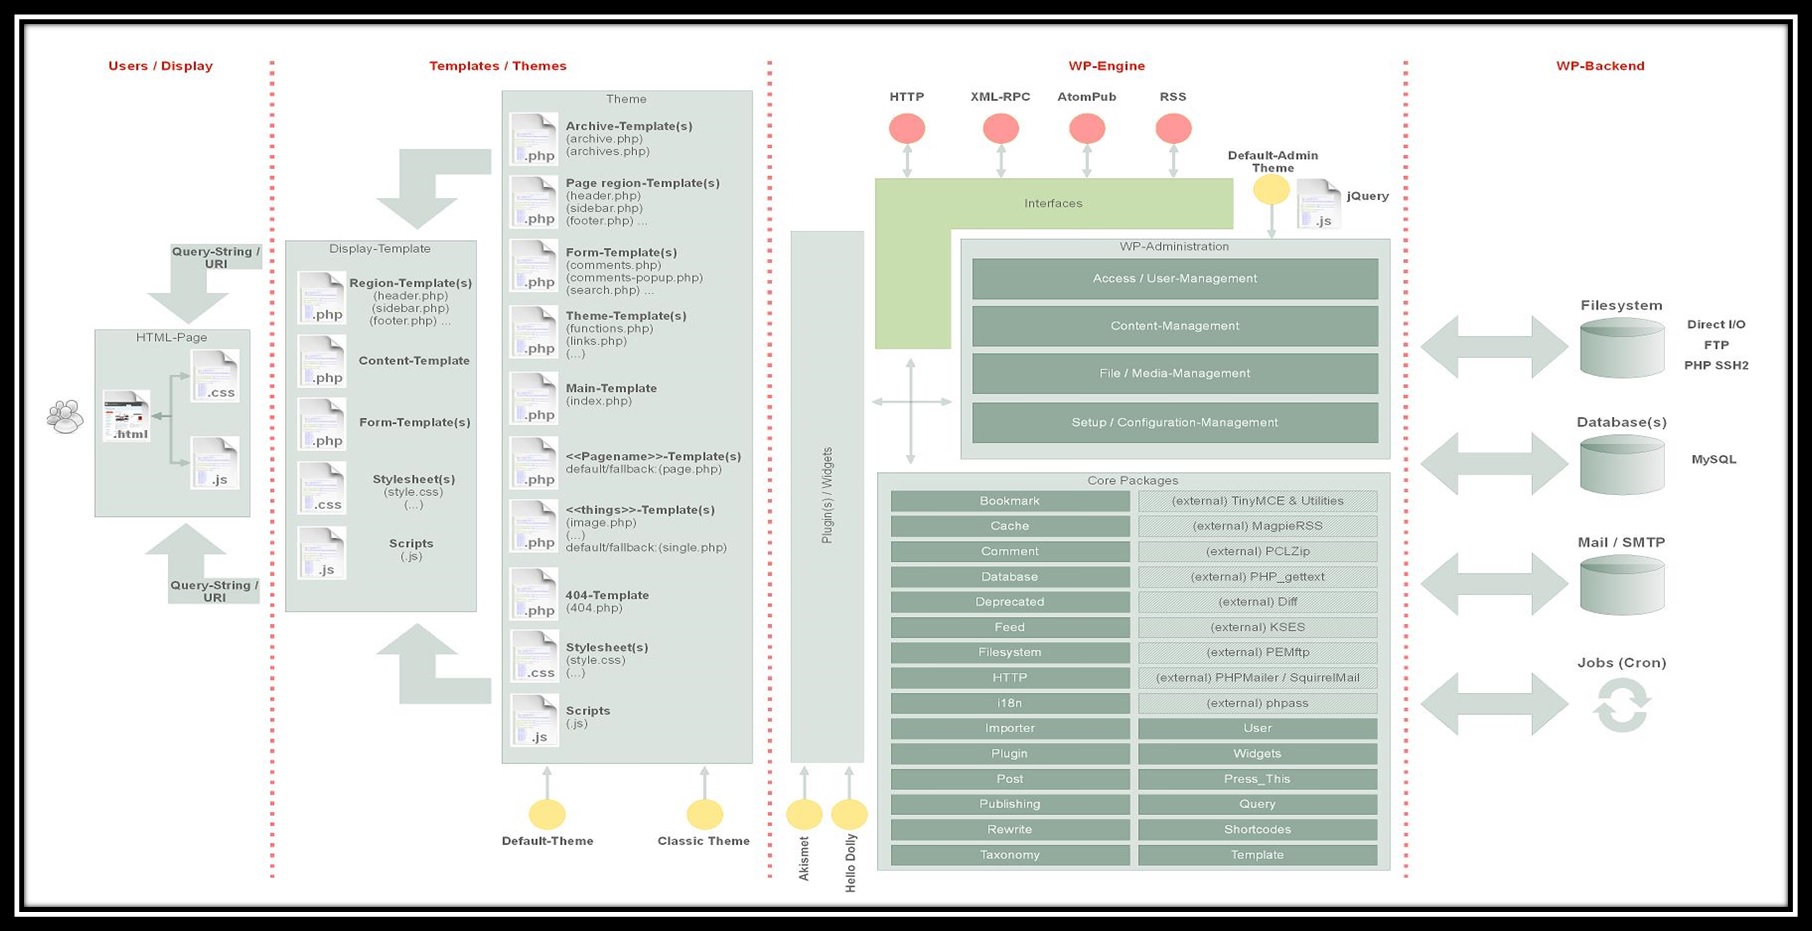 Users / Display
Templates / Themes
WP-Engine
WP-Backend
Query-String /
URI
HTML-Page
.css
.html
.js
Query-String /
URI
Display-Template
.php
Region-Template(s)
(header.php)
(sidebar.php)
(footer.php) ...
.php
Content-Template
.php
Form-Template(s)
.css
Stylesheet(s)
(style.css)
(...)
.js
Scripts
(.js)
Theme
.php
Archive-Template(s)
(archive.php)
(archives.php)
.php
Page region-Template(s)
(header.php)
(sidebar.php)
(footer.php) ...
.php
Form-Template(s)
(comments.php)
(comments-popup.php)
(search.php) ...
.php
Theme-Template(s)
(functions.php)
(links.php)
(...)
.php
Main-Template
(index.php)
.php
<<Pagename>>-Template(s)
default/fallback:(page.php)
.php
<<things>>-Template(s)
(image.php)
(...)
default/fallback:(single.php)
.php
404-Template
(404.php)
.css
Stylesheet(s)
(style.css)
(...)
.js
Scripts
(.js)
Default-Theme
Classic Theme
HTTP
XML-RPC
AtomPub
RSS
Default-Admin
Theme
.js
jQuery
Interfaces
Plugin(s) / Widgets
Akismet
Hello Dolly
WP-Administration
Access / User-Management
Content-Management
File / Media-Management
Setup / Configuration-Management
Core Packages
Bookmark
(external) TinyMCE & Utilities
Cache
(external) MagpieRSS
Comment
(external) PCLZip
Database
(external) PHP_gettext
Deprecated
(external) Diff
Feed
(external) KSES
Filesystem
(external) PEMftp
HTTP
(external) PHPMailer / SquirrelMail
i18n
(external) phpass
Importer
User
Plugin
Widgets
Post
Press_This
Publishing
Query
Rewrite
Shortcodes
Taxonomy
Template
Filesystem
Direct I/O
FTP
PHP SSH2
Database(s)
MySQL
Mail / SMTP
Jobs (Cron)